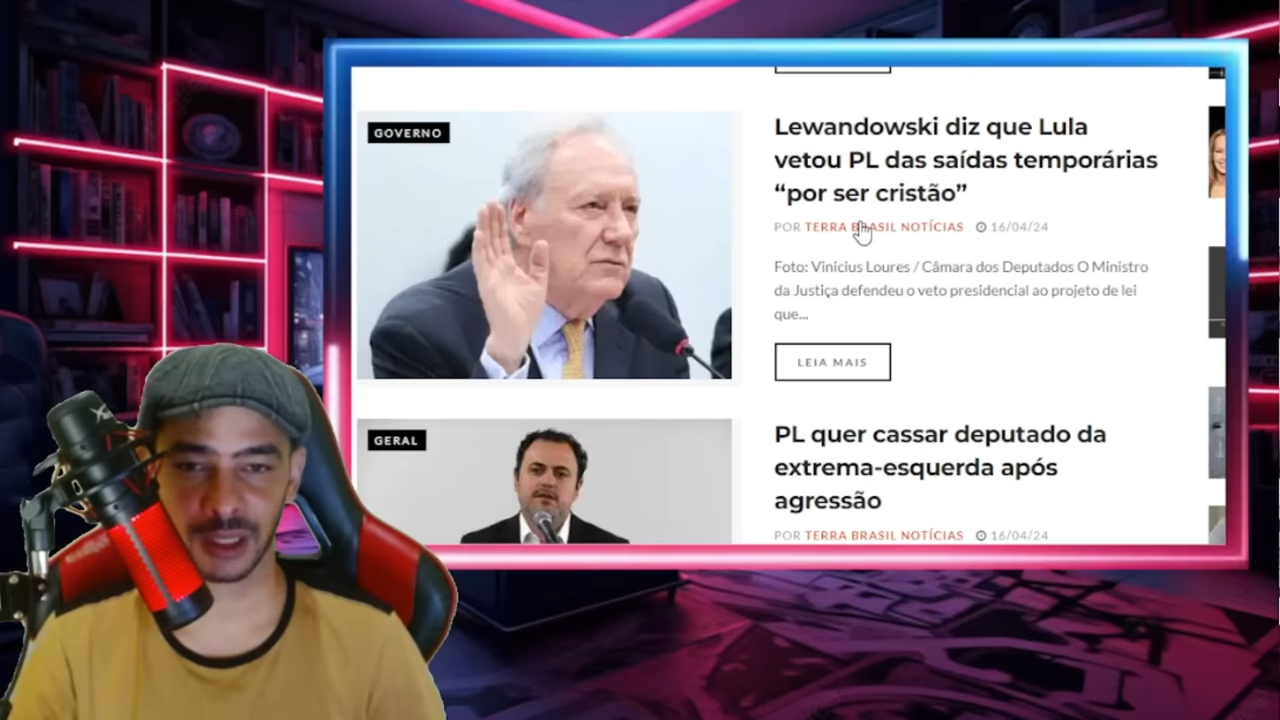 GOVERNO
Lewandowski diz que Lula
vetou PL das saídas temporárias
“por ser cristão”
POR TERRA BRASIL NOTÍCIAS 16/04/24
Foto: Vinicius Loures / Câmara dos Deputados O Ministro
da Justiça defendeu o veto presidencial ao projeto de lei
que...
LEIA MAIS
GERAL
PL quer cassar deputado da
extrema-esquerda após
agressão
POR TERRA BRASIL NOTÍCIAS 16/04/24